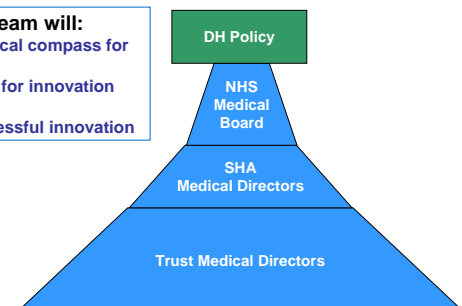 eam will:
cal compass for
for innovation
essful innovation
DH Policy
NHS
Medical
Board
SHA
Medical Directors
Trust Medical Directors